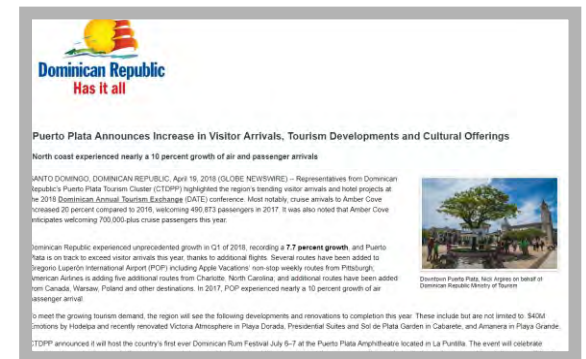 Dominican Republic
Has it all
Puerto Plata Announces Increase in Visitor Arrivals, Tourism Developments and Cultural Offerings
North coast experienced nearly a 10 percent growth of air and passenger arrivals
SANTO DOMINGO, DOMINICAN REPUBLIC, April 19, 2018 (GLOBE NEWSWIRE) -- Representatives from Dominican
Republic's Puerto Plata Tourism Cluster (CTDPP) highlighted the region's trending visitor arrivals and hotel projects at
the 2018 Dominican Annual Tourism Exchange (DATE) conference. Most notably, cruise arrivals to Amber Cove
increased 20 percent compared to 2016, welcoming 490,873 passengers in 2017. It was also noted that Amber Cove
anticipates welcoming 700,000-plus cruise passengers this year.
Dominican Republic experienced unprecedented growth in Q1 of 2018, recording a 7.7 percent growth, and Puerto
Plata is on track to exceed visitor arrivals this year, thanks to additional flights. Several routes have been added to
Gregorio Luperón International Airport (POP) including Apple Vacations' non-stop weekly routes from Pittsburgh;
American Airlines is adding five additional routes from Charlotte, North Carolina; and additional routes have been added
from Canada, Warsaw, Poland and other destinations. In 2017, POP experienced nearly a 10 percent growth of air
passenger arrival.
Downtown Puerto Plata, Nick Argires on behalf of
Dominican Republic Ministry of Tourism
To meet the growing tourism demand, the region will see the following developments and renovations to completion this year. These include but are not limited to: $40M
Emotions by Hodelpa and recently renovated Victoria Atmosphere in Playa Dorada, Presidential Suites and Sol de Plata Garden in Cabarete, and Amanera in Playa Grande.
CTDPP announced it will host the country's first ever Dominican Rum Festival July 6–7 at the Puerto Plata Amphitheatre located in La Puntilla. The event will celebrate